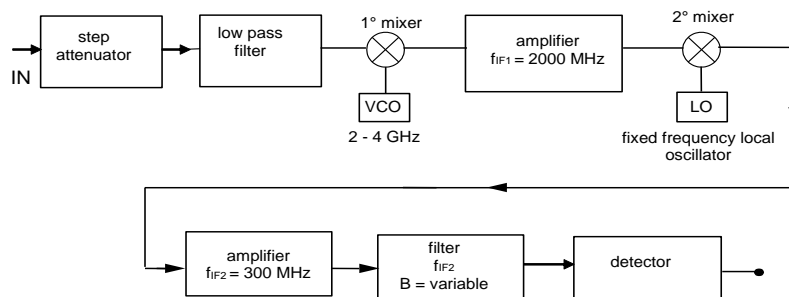 step
attenuator
IN
low pass
filter
1° mixer
VCO
2 - 4 GHz
amplifier
fIF1 = 2000 MHz
2° mixer
LO
fixed frequency local
oscillator
amplifier
fIF2 = 300 MHz
filter
fIF2
B = variable
detector